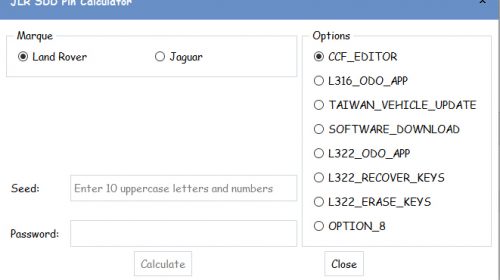 JLR SDD Pin Calculator
Marque
Land Rover
Jaguar
Options
CCF_EDITOR
L316_ODO_APP
TAIWAN_VEHICLE_UPDATE
SOFTWARE_DOWNLOAD
L322_ODO_APP
L322_RECOVER_KEYS
L322_ERASE_KEYS
OPTION_8
Seed:
Enter 10 uppercase letters and numbers
Password:
Calculate
Close